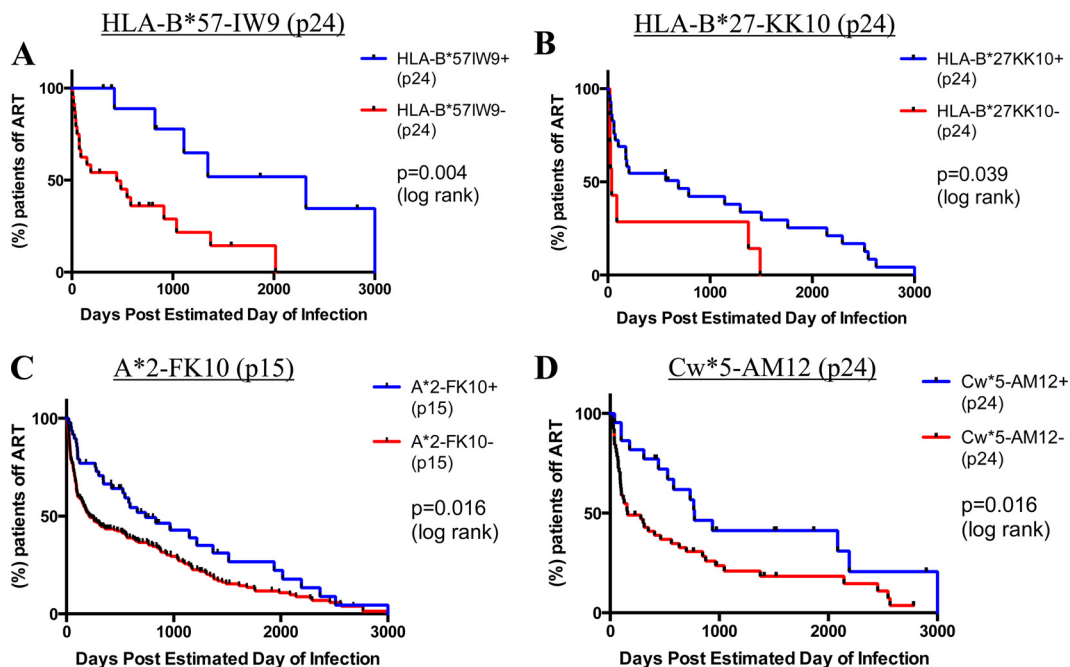 A
HLA-B*57-IW9 (p24)
HLA-B*57IW9+
(p24)
HLA-B*57IW9-
(p24)
p=0.004
(log rank)
(%) patients off ART
100
50
0
0 1000 2000 3000
Days Post Estimated Day of Infection
B
HLA-B*27-KK10 (p24)
HLA-B*27KK10+
(p24)
HLA-B*27KK10-
(p24)
p=0.039
(log rank)
(%) patients off ART
100
50
0
0 1000 2000 3000
Days Post Estimated Day of Infection
C
A*2-FK10 (p15)
A*2-FK10+
(p15)
A*2-FK10-
(p15)
p=0.016
(log rank)
(%) patients off ART
100
50
0
0 1000 2000 3000
Days Post Estimated Day of Infection
D
Cw*5-AM12 (p24)
Cw*5-AM12+
(p24)
Cw*5-AM12-
(p24)
p=0.016
(log rank)
(%) patients off ART
100
50
0
0 1000 2000 3000
Days Post Estimated Day of Infection